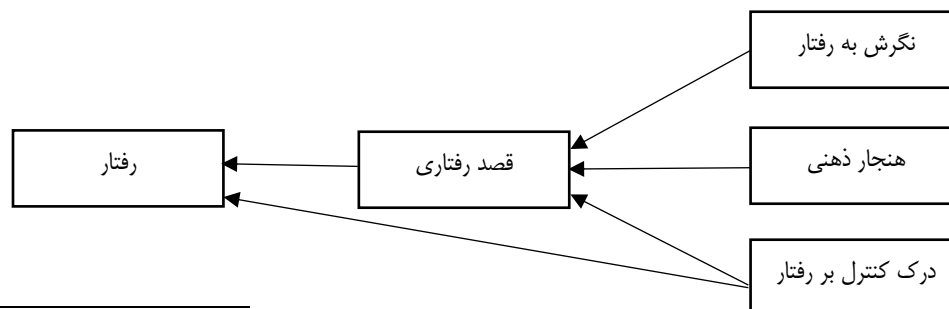 نگرش به رفتار
هنجار ذهنی
قصد رفتاری
رفتار
درک کنترل بر رفتار